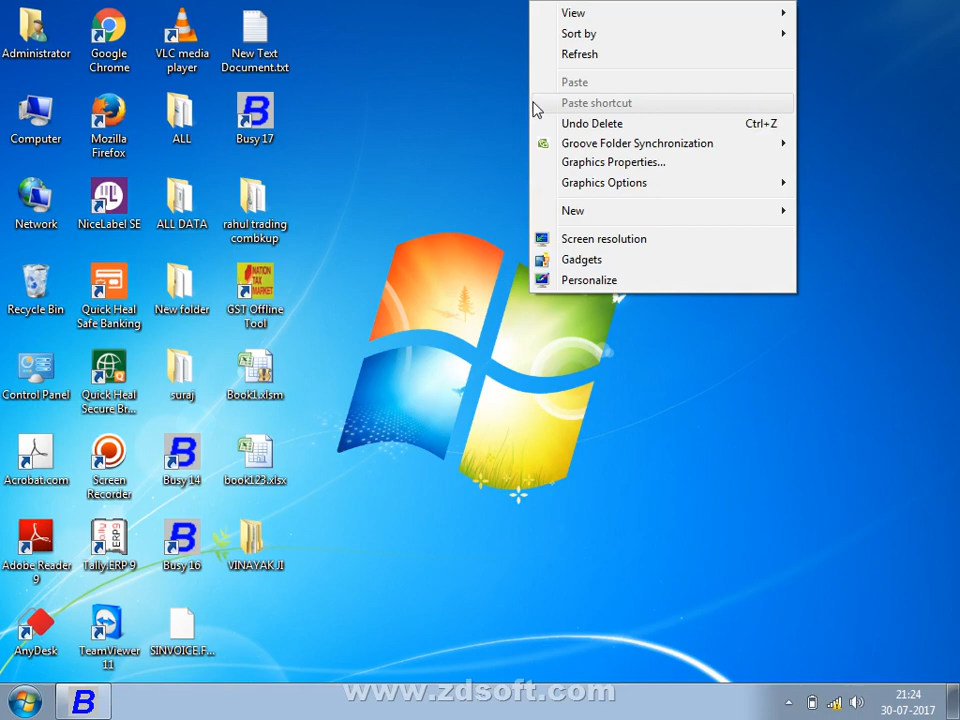 Administrator
Google
Chrome
VLC media
player
New Text
Document.txt
Computer
Mozilla
Firefox
ALL
Busy 17
Network
NiceLabel SE
ALL DATA
rahul trading
combkup
Recycle Bin
Quick Heal
Safe Banking
New folder
NATION
TAX
MARKET
GST Offline
Tool
Control Panel
Quick Heal
Secure Br...
suraj
Book1.xlsm
Acrobat.com
Screen
Recorder
Busy 14
book123.xlsx
Adobe Reader
9
Tally.ERP 9
Busy 16
VINAYAK JI
AnyDesk
TeamViewer
11
SINVOICE.F...
View
Sort by
Refresh
Paste
Paste shortcut
Undo Delete Ctrl+Z
Groove Folder Synchronization
Graphics Properties...
Graphics Options
New
Screen resolution
Gadgets
Personalize
www.zdsoft.com
21:24
30-07-2017